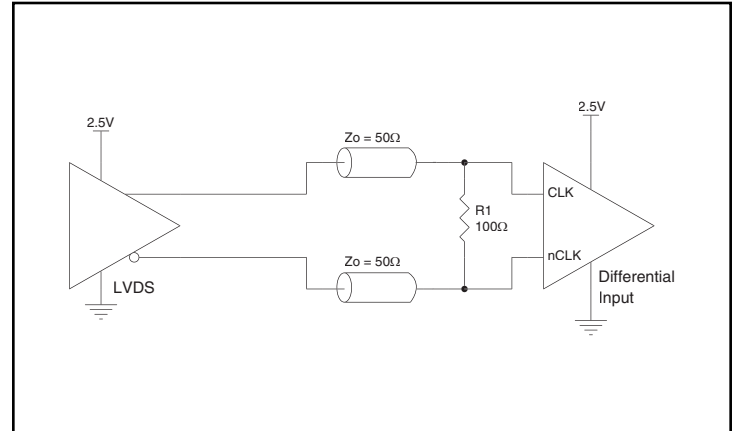 2.5V
LVDS
Zo = 50Ω
Zo = 50Ω
R1
100Ω
2.5V
CLK
nCLK
Differential
Input